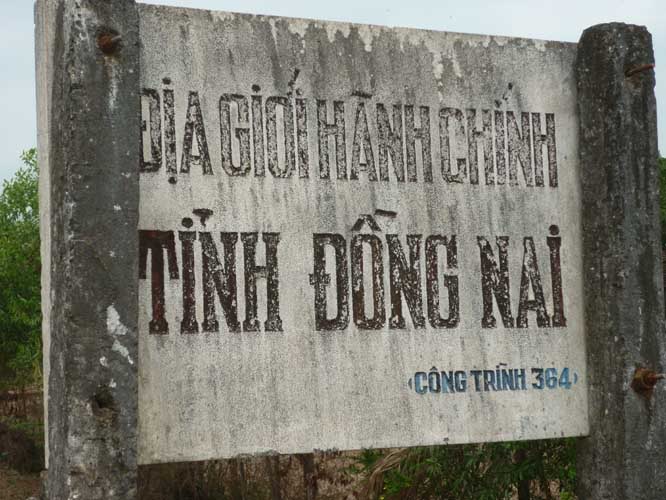 ĐỊA GIỚI HÀNH CHÍNH
TỈNH ĐỒNG NAI
(CÔNG TRÌNH 364)